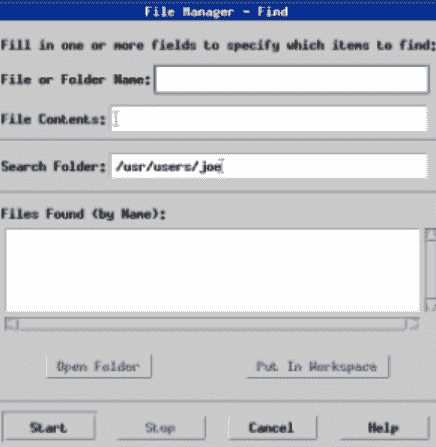 File Manager - Find
Fill in one or more fields to specify which items to find:
File or Folder Name:
File Contents:
Search Folder: /usr/users/joe
Files Found (by Name):
Open Folder Put In Workspace
Start Stop Cancel Help